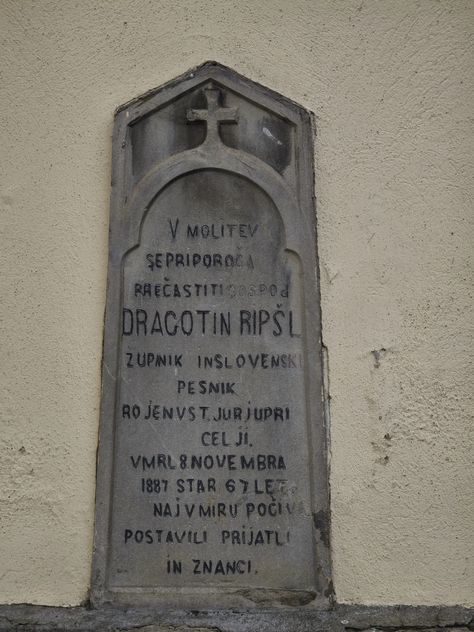 V MOLITEV
SE PRIPOROČA
PREČASTITI GOSPOD
DRAGOTIN RIPŠL
ŽUPNIK IN SLOVENSKI
PESNIK
ROJEN V ST. JURJU PRI
CELJI.
VMRL 8 NOVEMBRA
1887 STAR 67 LET.
NAJ V MIRU POČIVA
POSTAVILI PRIJATLI
IN ZNANCI.